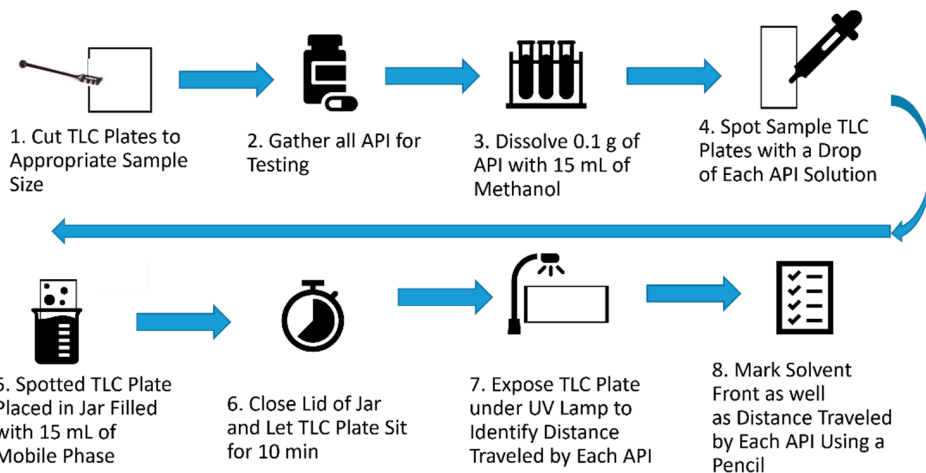 1. Cut TLC Plates to
Appropriate Sample
Size
2. Gather all API for
Testing
3. Dissolve 0.1 g of
API with 15 mL of
Methanol
4. Spot Sample TLC
Plates with a Drop
of Each API Solution
5. Spotted TLC Plate
Placed in Jar Filled
with 15 mL of
Mobile Phase
6. Close Lid of Jar
and Let TLC Plate Sit
for 10 min
7. Expose TLC Plate
under UV Lamp to
Identify Distance
Traveled by Each API
8. Mark Solvent
Front as well
as Distance Traveled
by Each API Using a
Pencil